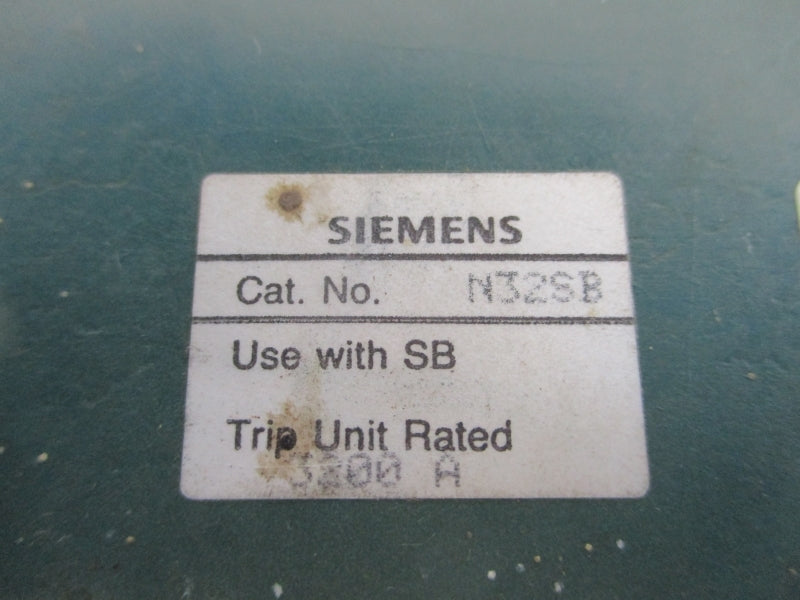 SIEMENS
Cat. No. N32SB
Use with SB
Trip Unit Rated
3200 A